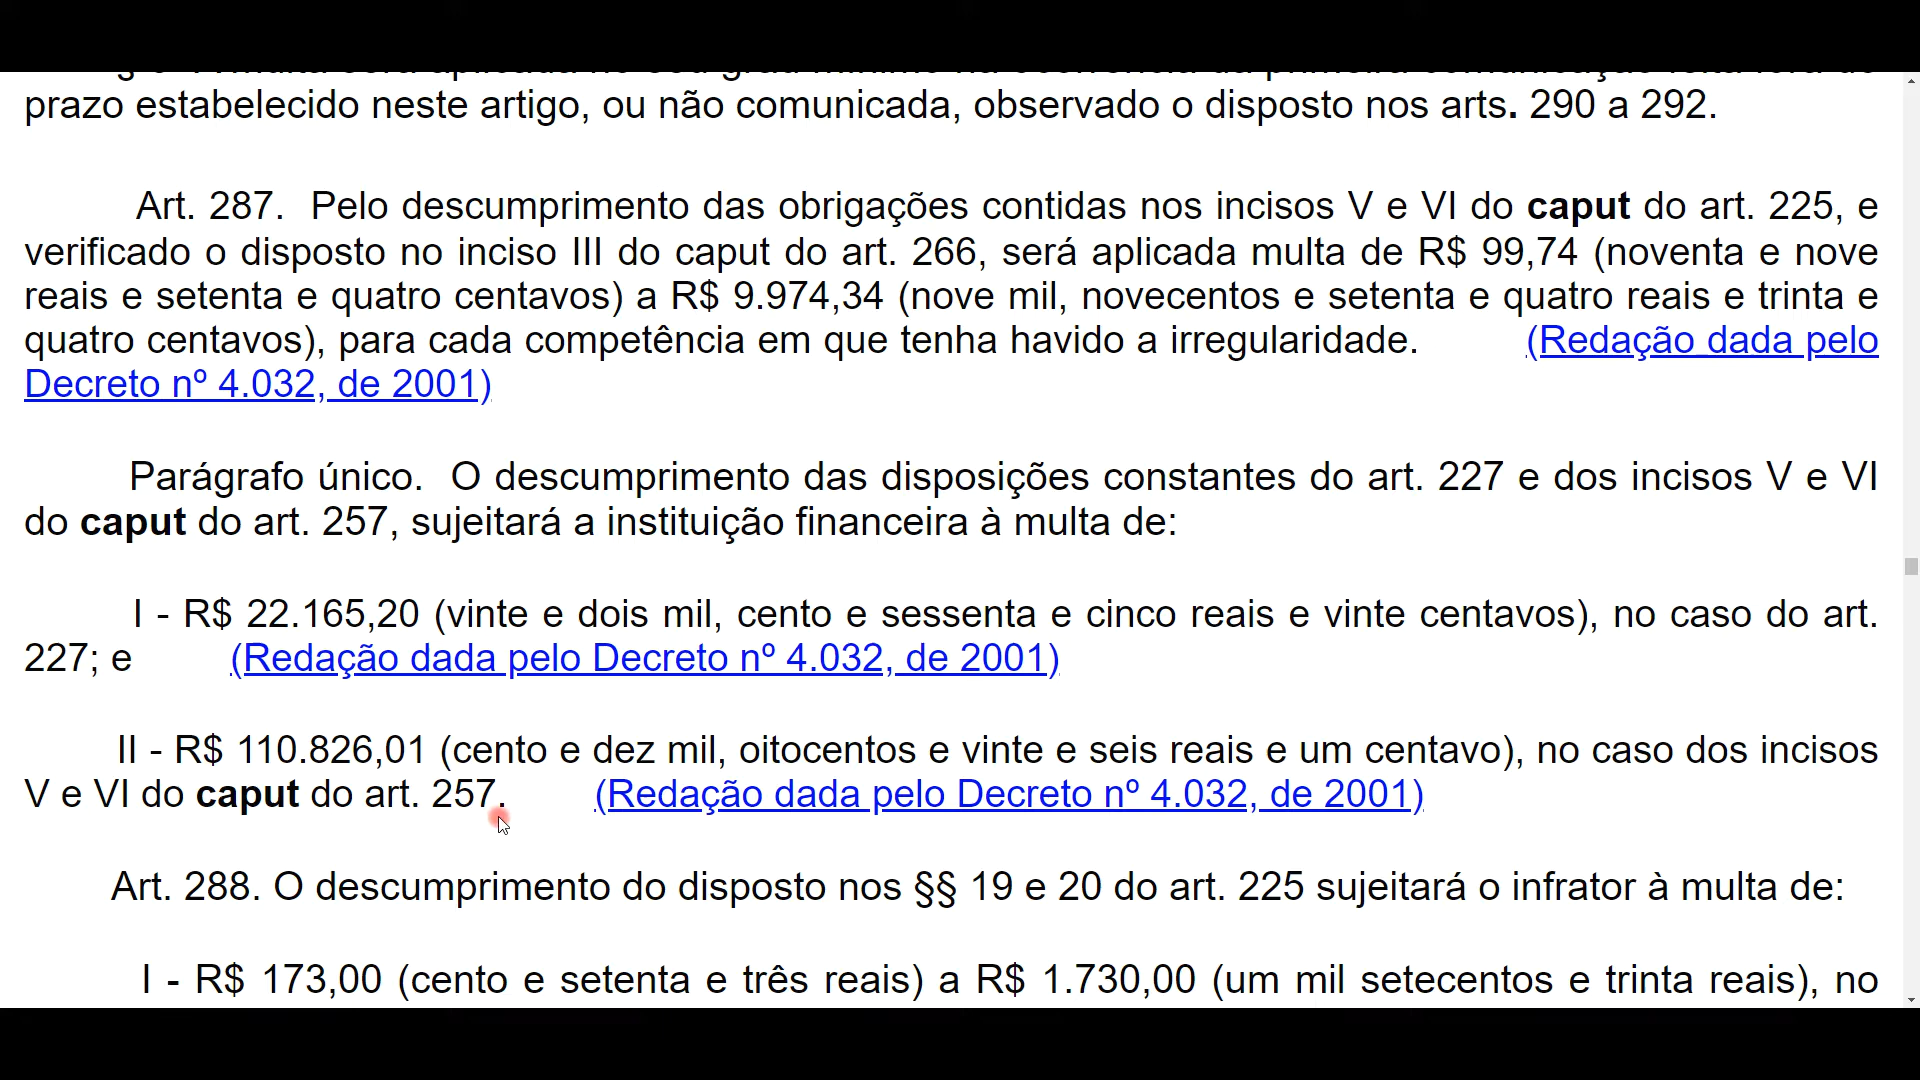 prazo estabelecido neste artigo, ou não comunicada, observado o disposto nos arts. 290 a 292.
Art. 287. Pelo descumprimento das obrigações contidas nos incisos V e VI do caput do art. 225, e
verificado o disposto no inciso III do caput do art. 266, será aplicada multa de R$ 99,74 (noventa e nove
reais e setenta e quatro centavos) a R$ 9.974,34 (nove mil, novecentos e setenta e quatro reais e trinta e
quatro centavos), para cada competência em que tenha havido a irregularidade. (Redação dada pelo
Decreto nº 4.032, de 2001)
Parágrafo único. O descumprimento das disposições constantes do art. 227 e dos incisos V e VI
do caput do art. 257, sujeitará a instituição financeira à multa de:
I - R$ 22.165,20 (vinte e dois mil, cento e sessenta e cinco reais e vinte centavos), no caso do art.
227; e (Redação dada pelo Decreto nº 4.032, de 2001)
II - R$ 110.826,01 (cento e dez mil, oitocentos e vinte e seis reais e um centavo), no caso dos incisos
V e VI do caput do art. 257. (Redação dada pelo Decreto nº 4.032, de 2001)
Art. 288. O descumprimento do disposto nos §§ 19 e 20 do art. 225 sujeitará o infrator à multa de:
I - R$ 173,00 (cento e setenta e três reais) a R$ 1.730,00 (um mil setecentos e trinta reais), no